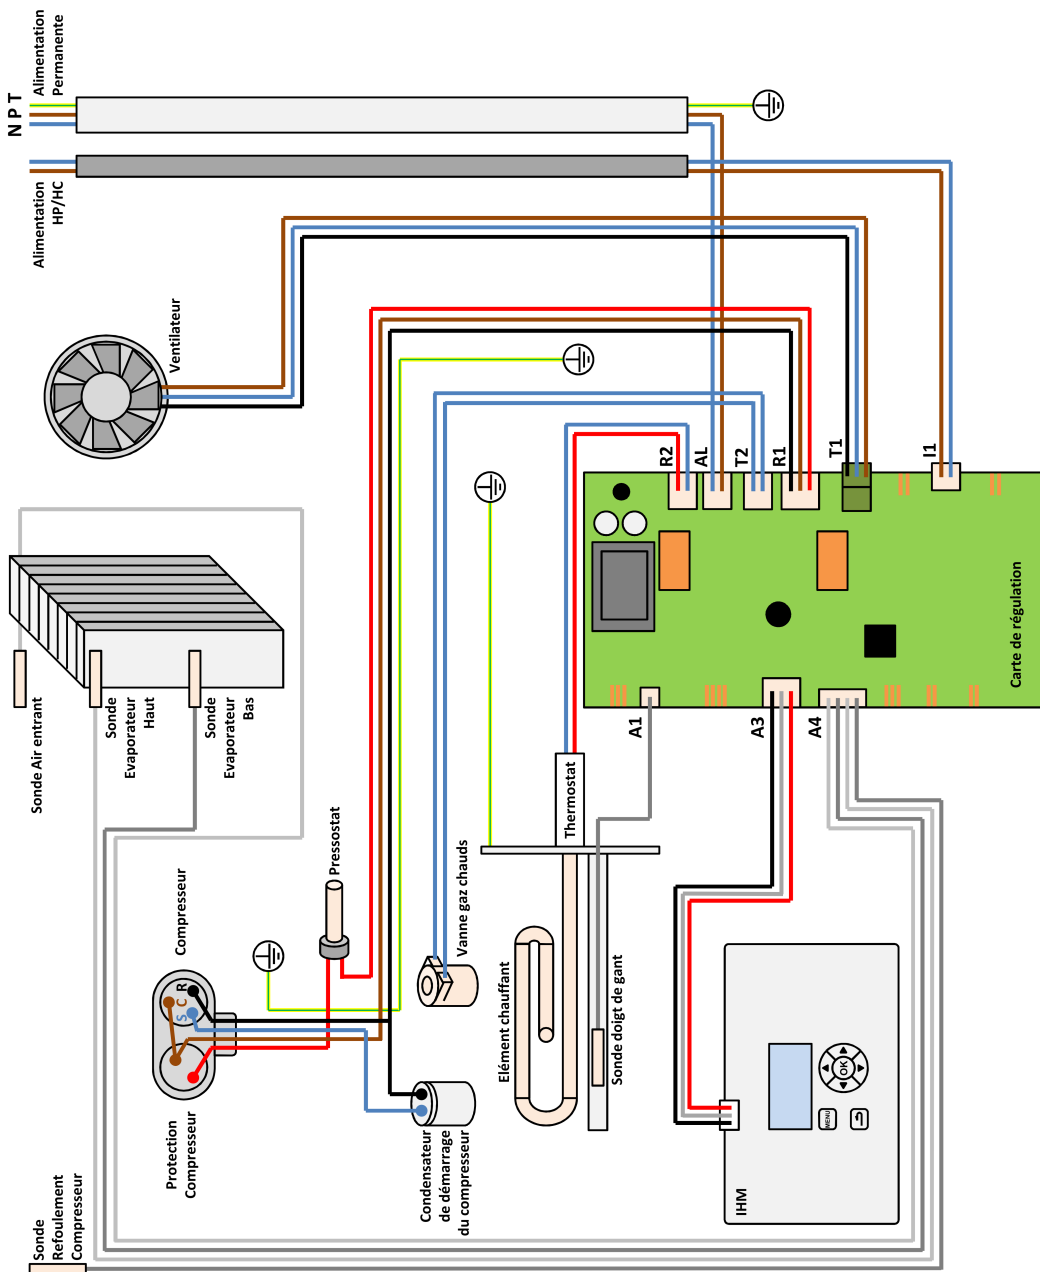 N P T
Alimentation
Permanente
Alimentation
HP/HC
Ventilateur
Sonde Air entrant
Sonde
Evaporateur
Haut
Sonde
Evaporateur
Bas
Compresseur
S C R
Protection
Compresseur
Pressostat
Vanne gaz chauds
Condensateur
de démarrage
du compresseur
Sonde
Refoulement
Compresseur
Thermostat
Elément chauffant
Sonde doigt de gant
R2
AL
T2
R1
T1
I1
A1
A3
A4
Carte de régulation
IHM
MENU
OK